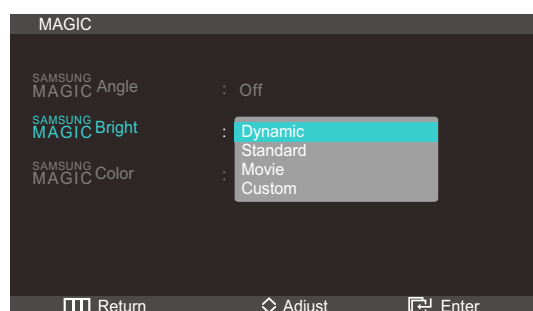 MAGIC
SAMSUNG
MAGIC Angle : Off
SAMSUNG
MAGIC Bright : Dynamic
Standard
SAMSUNG
MAGIC Color : Movie
Custom
Return Adjust Enter